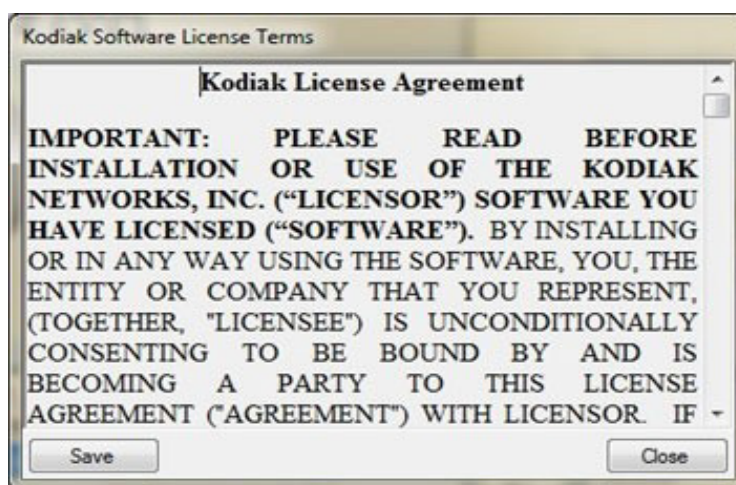 Kodiak Software License Terms
Kodiak License Agreement
IMPORTANT: PLEASE READ BEFORE
INSTALLATION OR USE OF THE KODIAK
NETWORKS, INC. (“LICENSOR”) SOFTWARE YOU
HAVE LICENSED (“SOFTWARE”). BY INSTALLING
OR IN ANY WAY USING THE SOFTWARE, YOU, THE
ENTITY OR COMPANY THAT YOU REPRESENT,
(TOGETHER, "LICENSEE") IS UNCONDITIONALLY
CONSENTING TO BE BOUND BY AND IS
BECOMING A PARTY TO THIS LICENSE
AGREEMENT ("AGREEMENT") WITH LICENSOR. IF
Save Close